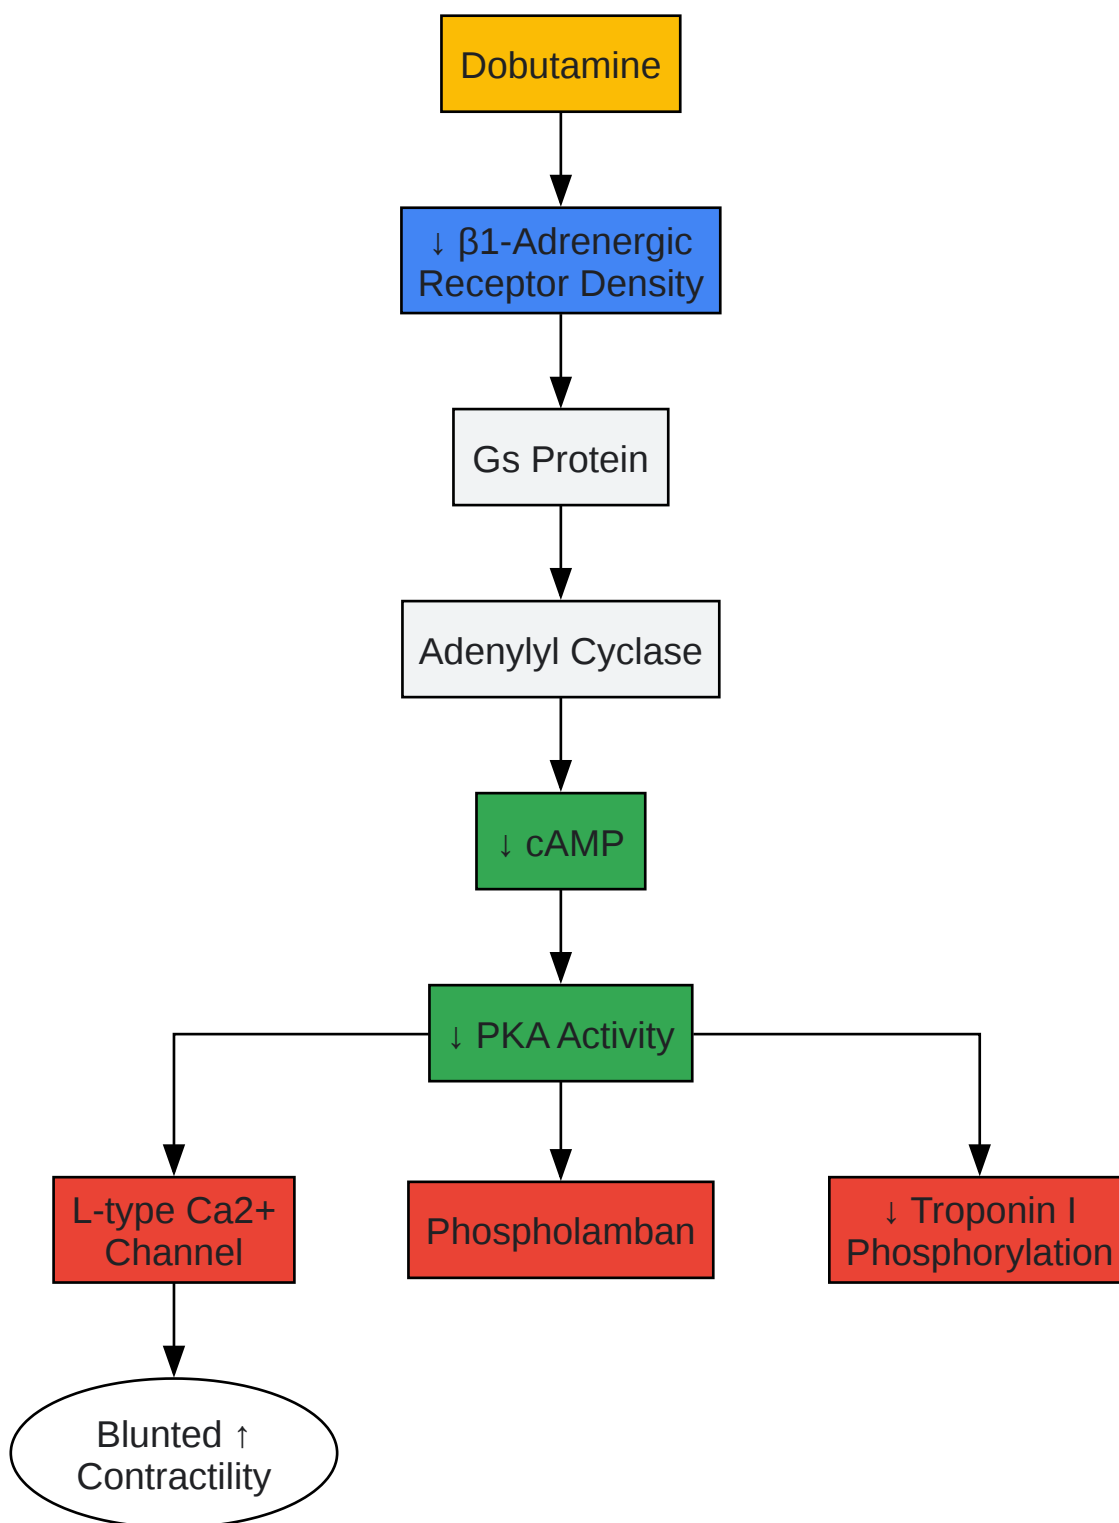 Dobutamine
↓ β1-Adrenergic
Receptor Density
Gs Protein
Adenylyl Cyclase
↓ cAMP
↓ PKA Activity
L-type Ca2+
Channel
Phospholamban
↓ Troponin I
Phosphorylation
Blunted ↑
Contractility